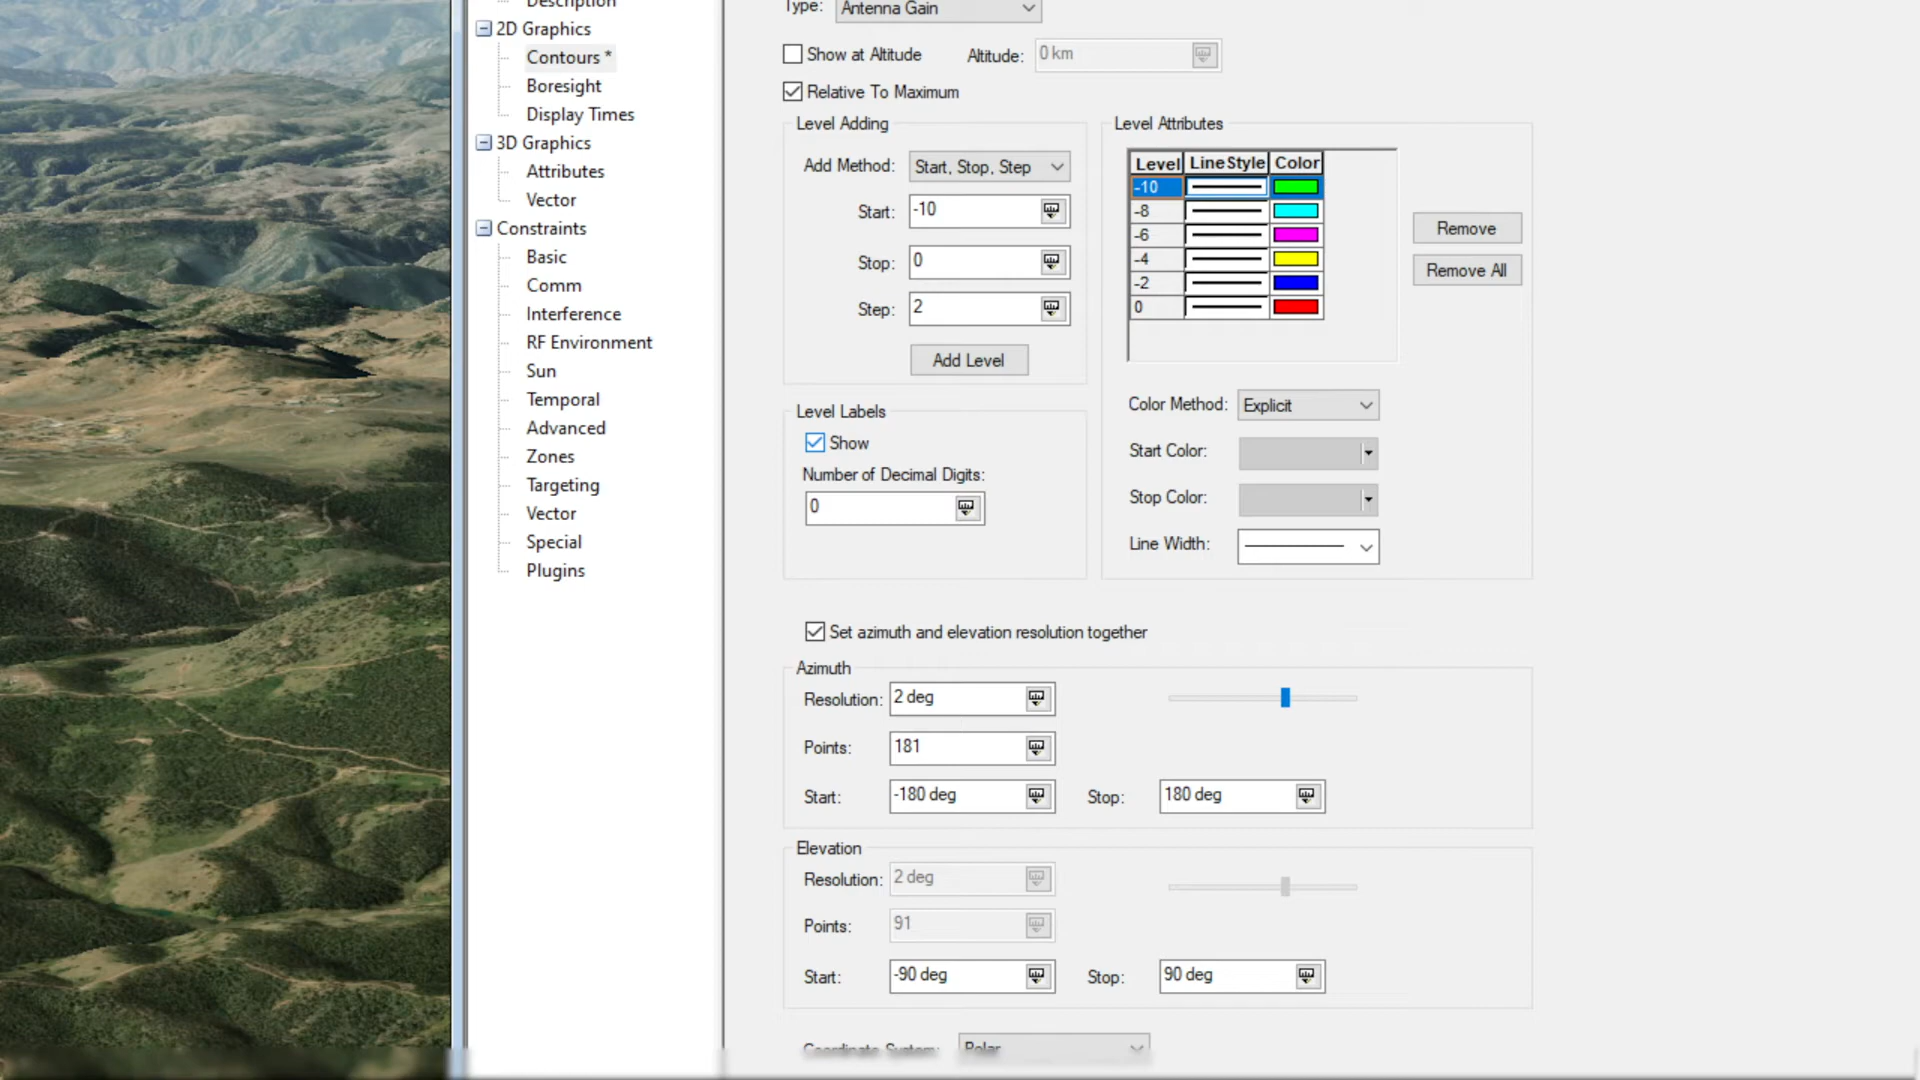 Description
2D Graphics
Contours *
Boresight
Display Times
3D Graphics
Attributes
Vector
Constraints
Basic
Comm
Interference
RF Environment
Sun
Temporal
Advanced
Zones
Targeting
Vector
Special
Plugins
Type: Antenna Gain
Show at Altitude Altitude: 0 km
Relative To Maximum
Level Adding
Add Method: Start, Stop, Step
Start: -10
Stop: 0
Step: 2
Add Level
Level Attributes
Level LineStyle Color
-10
-8
-6
-4
-2
0
Remove
Remove All
Color Method: Explicit
Start Color:
Stop Color:
Line Width:
Level Labels
Show
Number of Decimal Digits:
0
Set azimuth and elevation resolution together
Azimuth
Resolution: 2 deg
Points: 181
Start: -180 deg Stop: 180 deg
Elevation
Resolution: 2 deg
Points: 91
Start: -90 deg Stop: 90 deg
Coordinate System: Polar